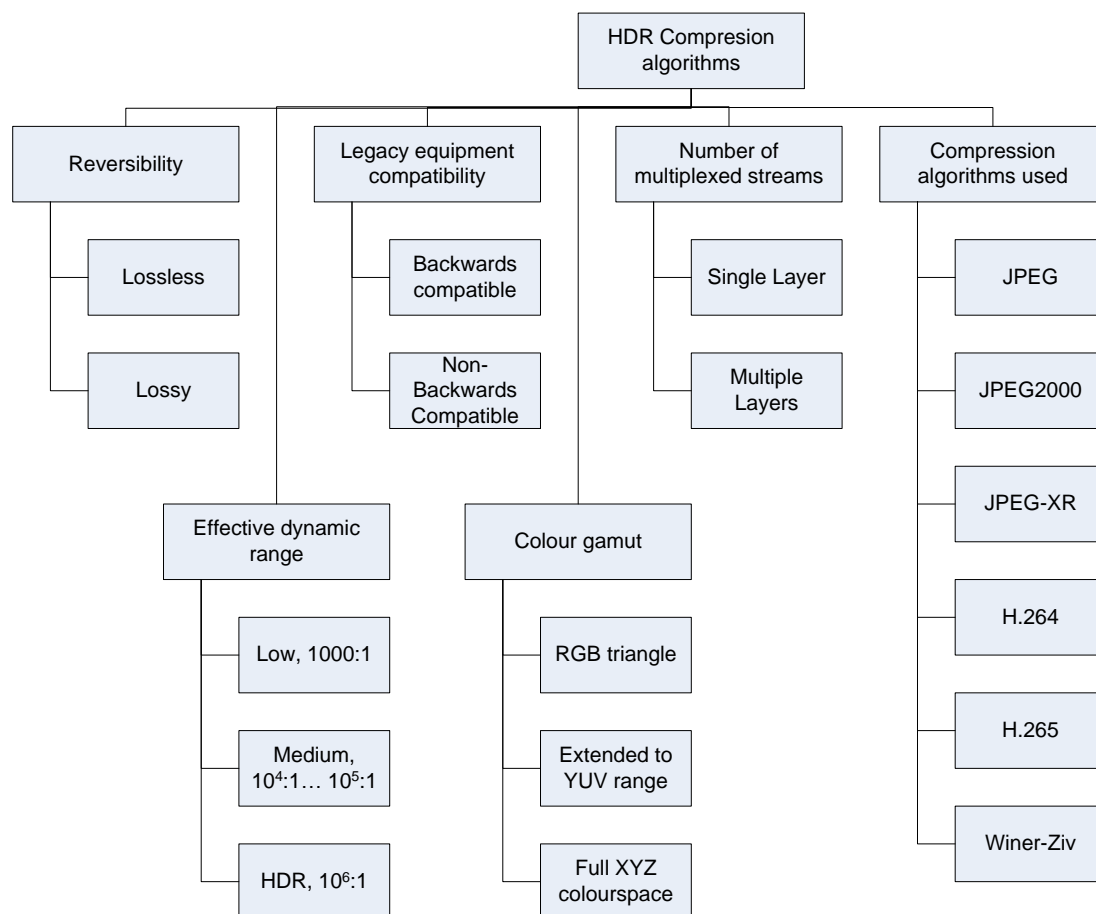 HDR Compresion
algorithms
Reversibility
Lossless
Lossy
Legacy equipment
compatibility
Backwards
compatible
Non-
Backwards
Compatible
Number of
multiplexed streams
Single Layer
Multiple
Layers
Compression
algorithms used
JPEG
JPEG2000
JPEG-XR
H.264
H.265
Winer-Ziv
Effective dynamic
range
Low, 1000:1
Medium,
10⁴:1… 10⁵:1
HDR, 10⁶:1
Colour gamut
RGB triangle
Extended to
YUV range
Full XYZ
colourspace